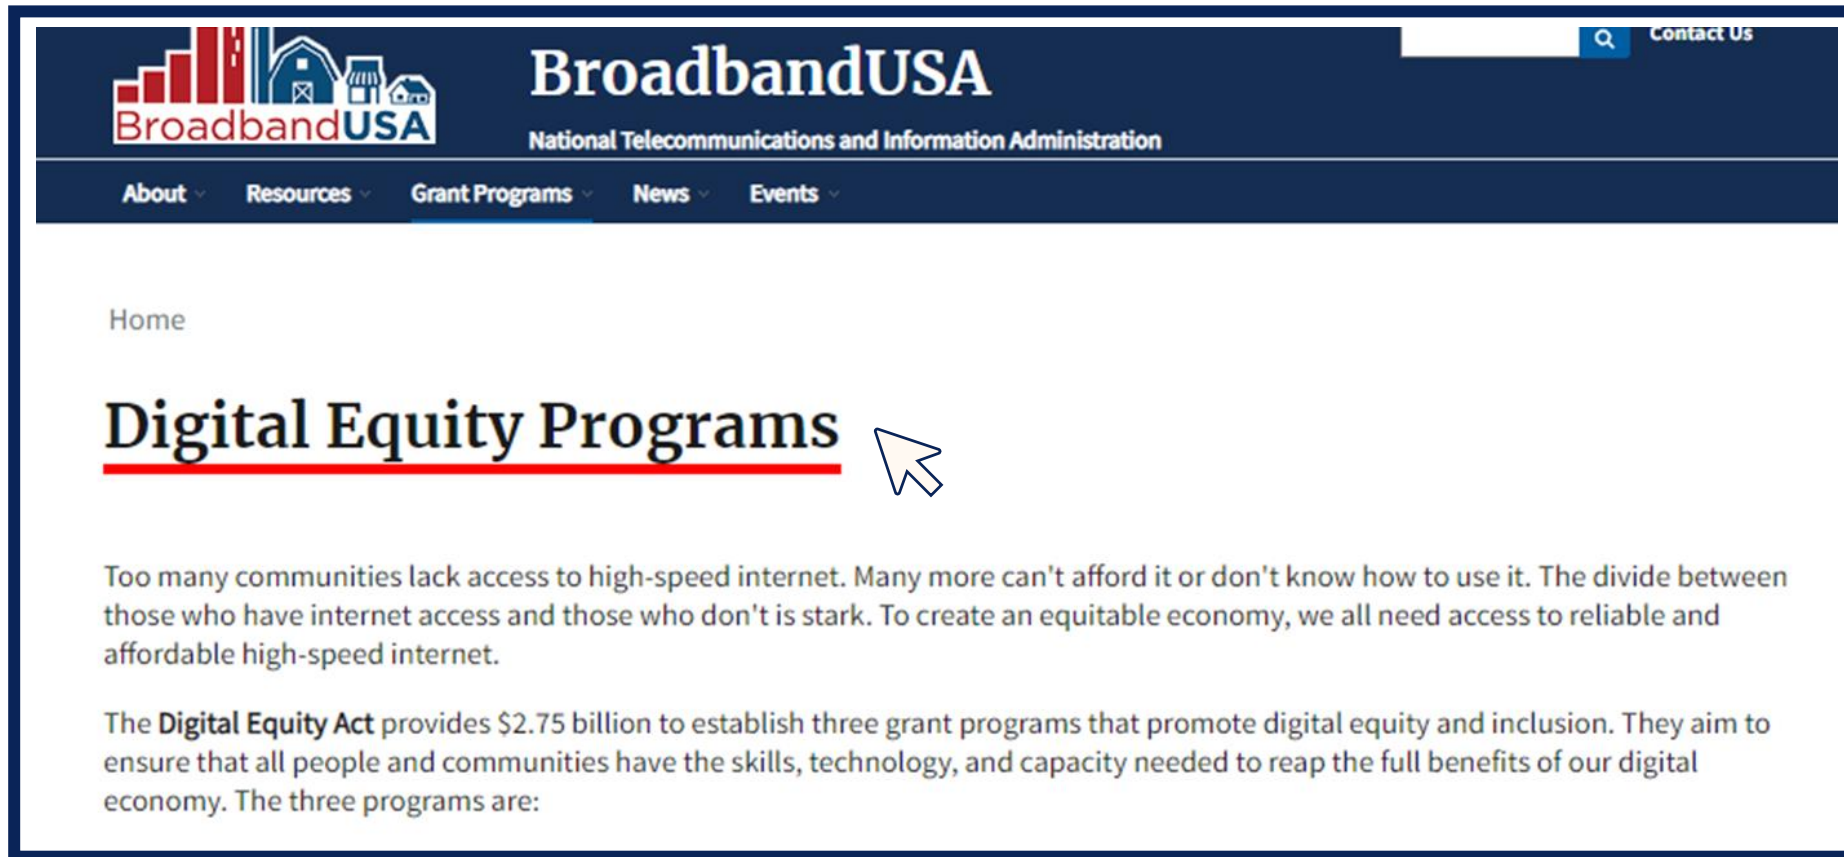 BroadbandUSA
BroadbandUSA
National Telecommunications and Information Administration
Contact Us
About
Resources
Grant Programs
News
Events
Home
Digital Equity Programs
Too many communities lack access to high-speed internet. Many more can't afford it or don't know how to use it. The divide between
those who have internet access and those who don't is stark. To create an equitable economy, we all need access to reliable and
affordable high-speed internet.
The Digital Equity Act provides $2.75 billion to establish three grant programs that promote digital equity and inclusion. They aim to
ensure that all people and communities have the skills, technology, and capacity needed to reap the full benefits of our digital
economy. The three programs are: